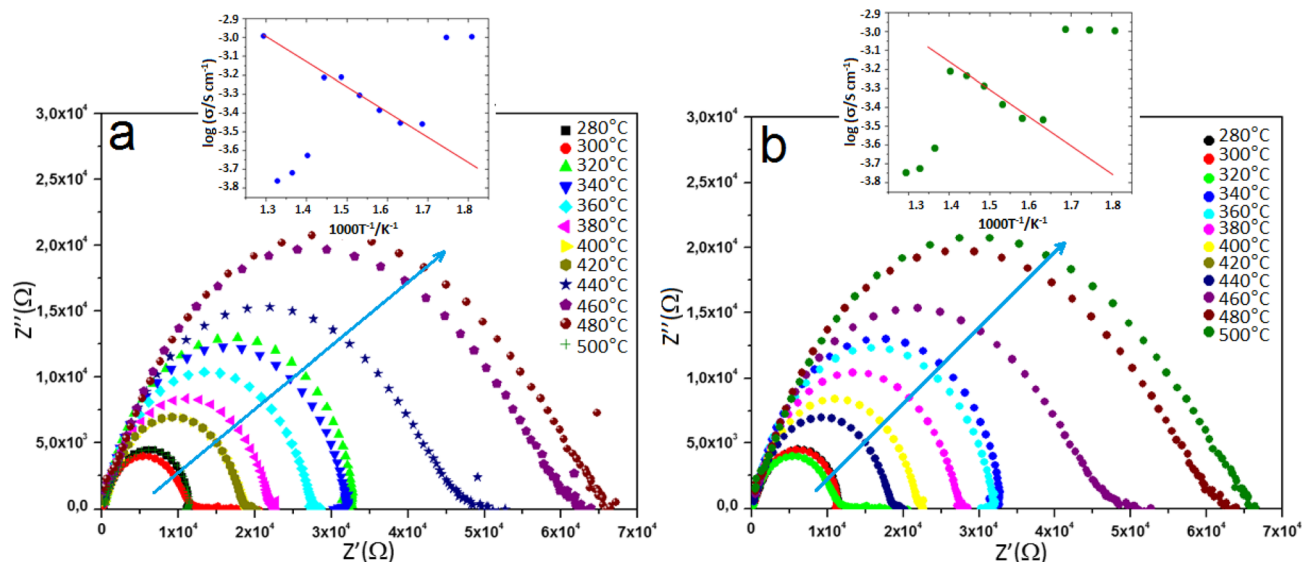 -2.9
-3.0
-3.1
-3.2
-3.3
-3.4
-3.5
-3.6
-3.7
-3.8
log (σ/S cm⁻¹)
1.3 1.4 1.5 1.6 1.7 1.8
1000T⁻¹/K⁻¹
a
3,0x10⁴
2,5x10⁴
2,0x10⁴
1,5x10⁴
1,0x10⁴
5,0x10³
0,0
Z''(Ω)
0 1x10⁴ 2x10⁴ 3x10⁴ 4x10⁴ 5x10⁴ 6x10⁴ 7x10⁴
Z'(Ω)
280°C
300°C
320°C
340°C
360°C
380°C
400°C
420°C
440°C
460°C
480°C
500°C
-2.9
-3.0
-3.1
-3.2
-3.3
-3.4
-3.5
-3.6
-3.7
-3.8
log (σ/S cm⁻¹)
1.3 1.4 1.5 1.6 1.7 1.8
1000T⁻¹/K⁻¹
b
3,0x10⁴
2,5x10⁴
2,0x10⁴
1,5x10⁴
1,0x10⁴
5,0x10³
0,0
Z''(Ω)
0 1x10⁴ 2x10⁴ 3x10⁴ 4x10⁴ 5x10⁴ 6x10⁴ 7x10⁴
Z'(Ω)
280°C
300°C
320°C
340°C
360°C
380°C
400°C
420°C
440°C
460°C
480°C
500°C